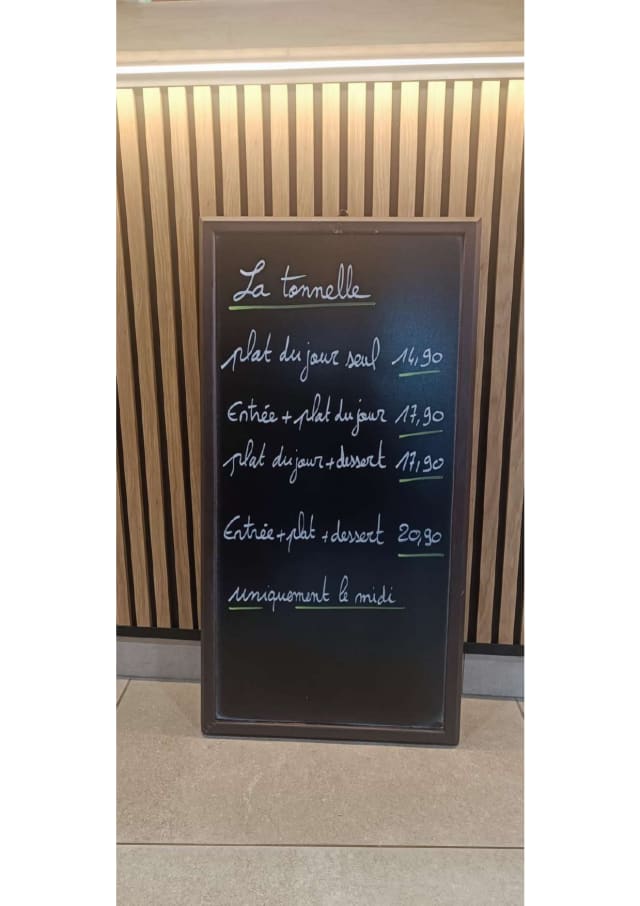 La tonnelle
plat du jour seul 14,90
Entrée + plat du jour 17,90
plat du jour + dessert 17,90
Entrée + plat + dessert 20,90
uniquement le midi